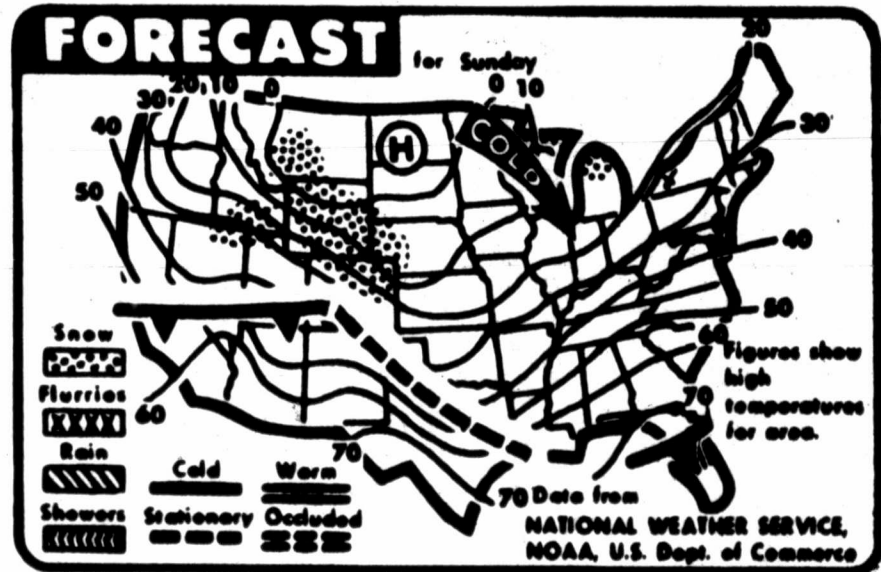 FORECAST
for Sunday
20
0 10
30, 20, 10 0
40
50
30
H
COLD
40
50
60
70
Figures show
high
temperatures
for area.
Snow
Flurries
Rain
Showers
60
70
70
Cold
Warm
Stationary
Occluded
Data from
NATIONAL WEATHER SERVICE,
NOAA, U.S. Dept. of Commerce